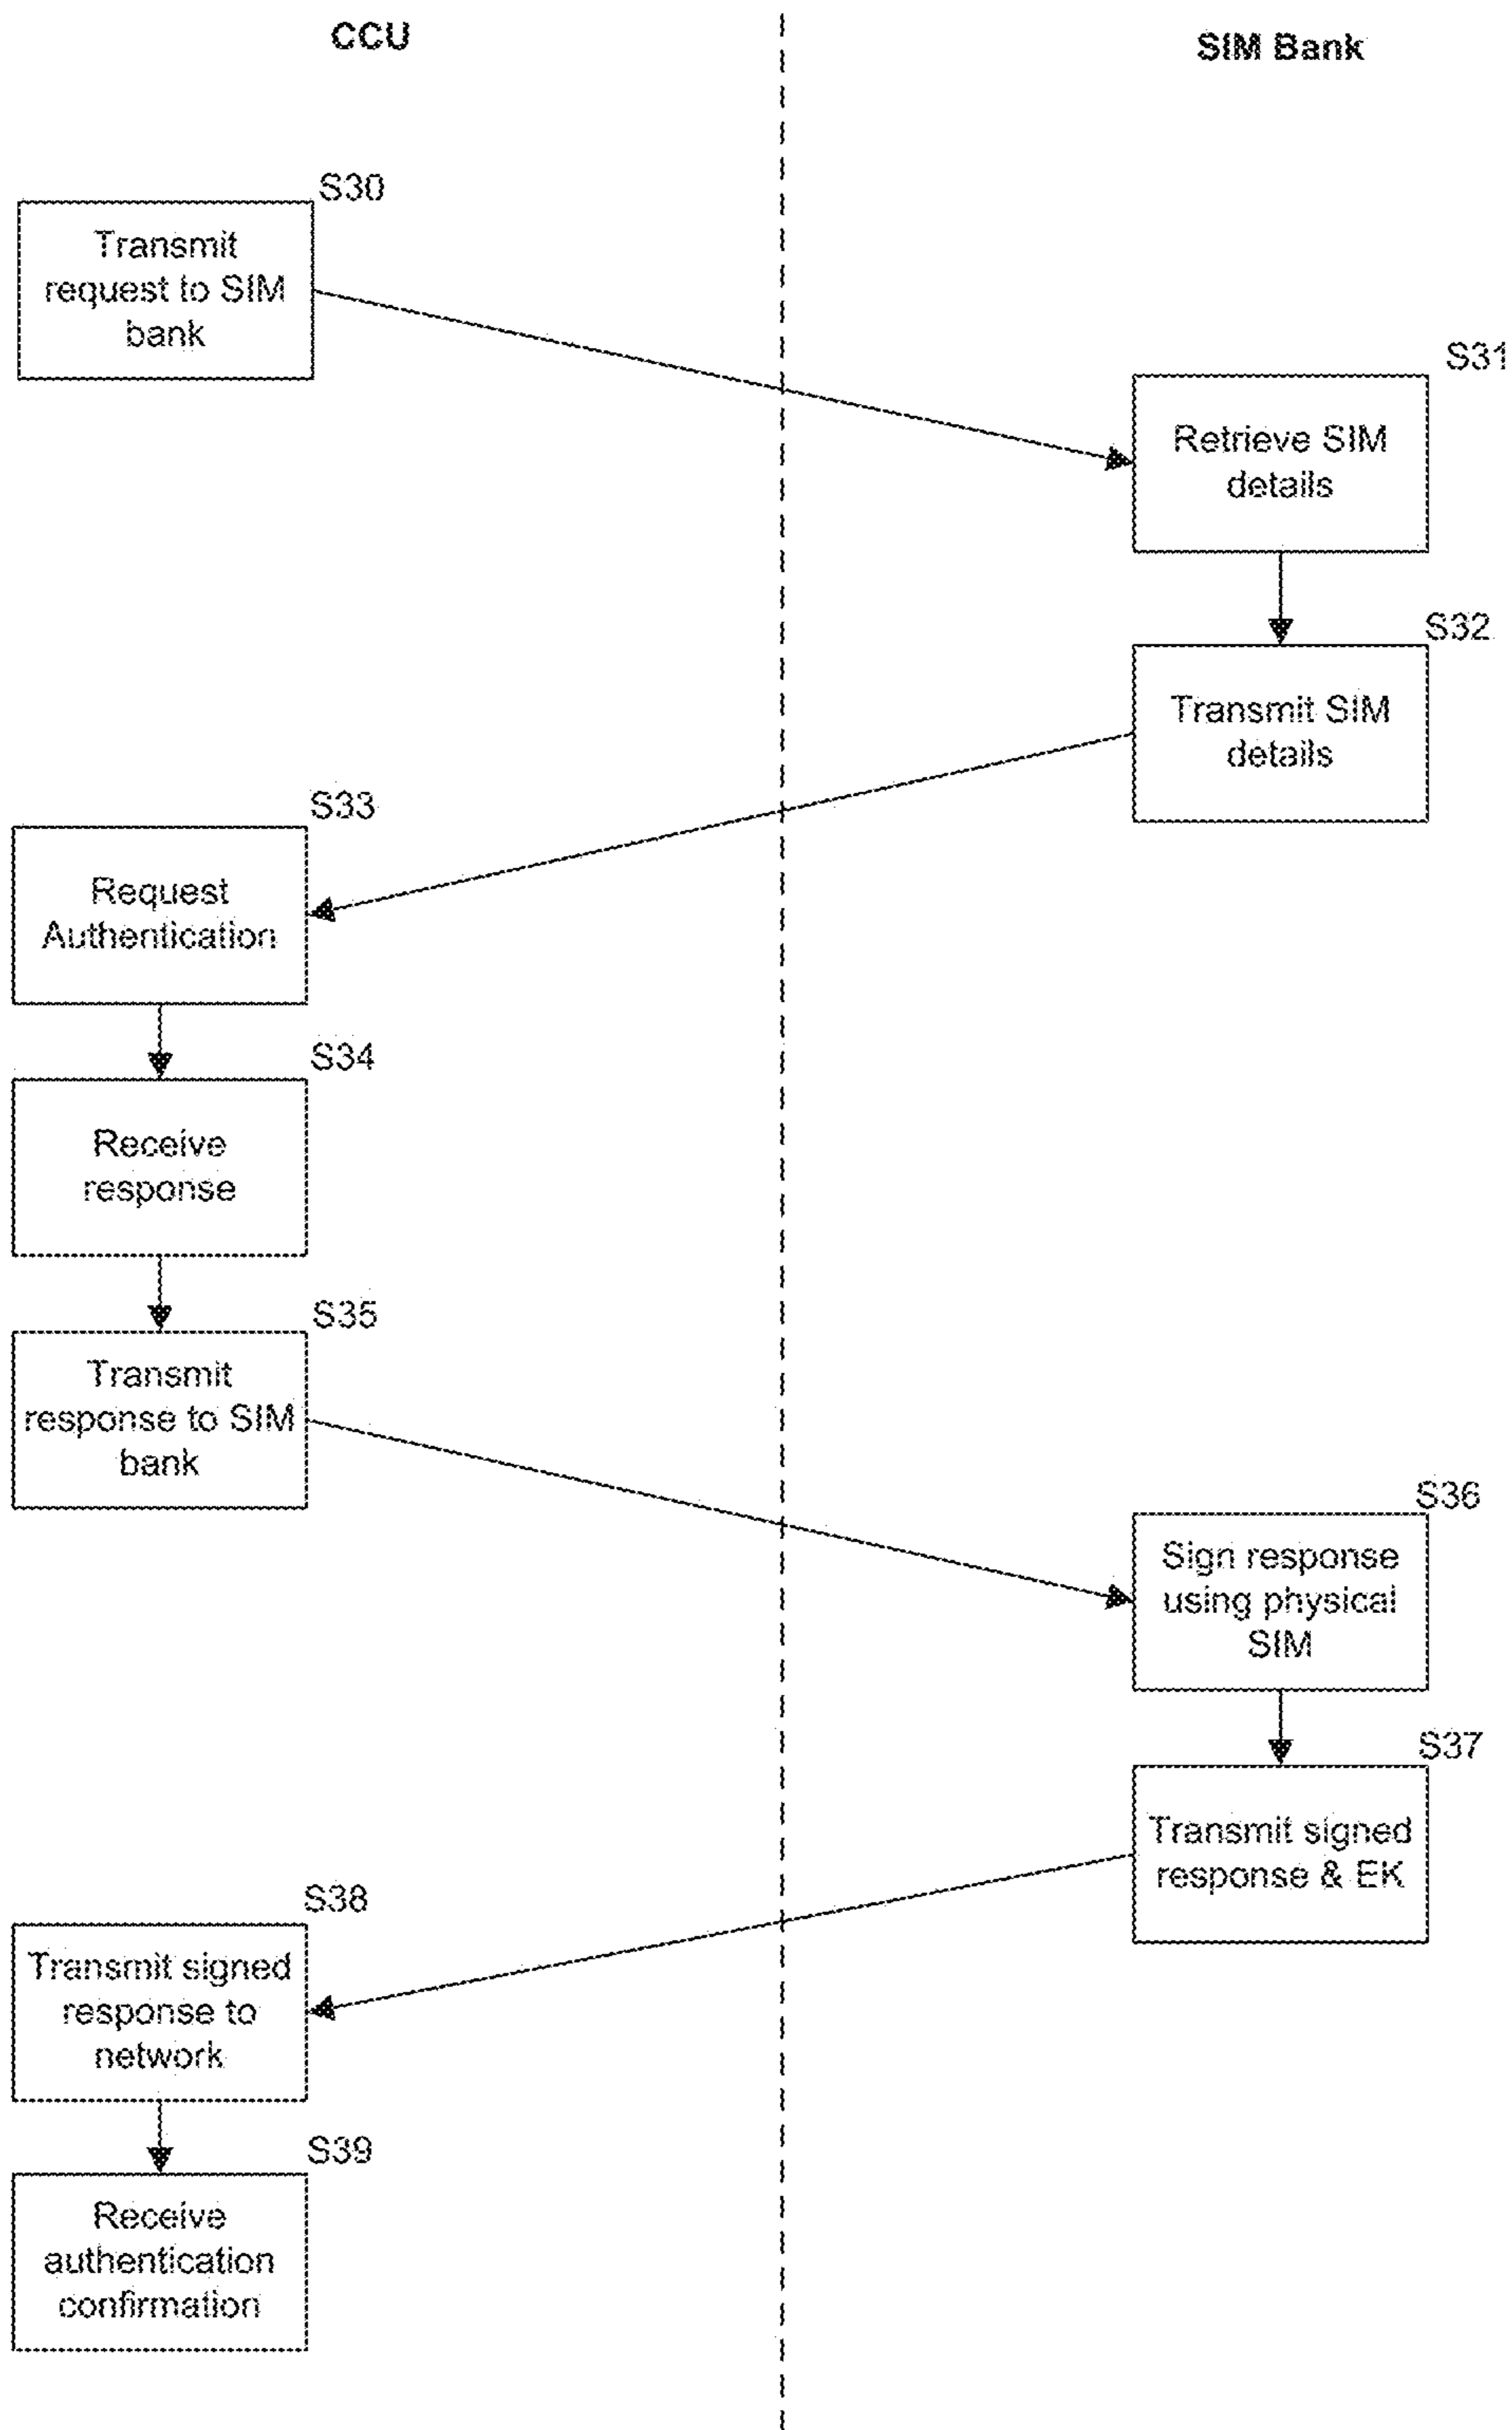 CCU
SIM Bank
S30
Transmit
request to SIM
bank
S31
Retrieve SIM
details
S32
Transmit SIM
details
S33
Request
Authentication
S34
Receive
response
S35
Transmit
response to SIM
bank
S36
Sign response
using physical
SIM
S37
Transmit signed
response & EK
S38
Transmit signed
response to
network
S39
Receive
authentication
confirmation